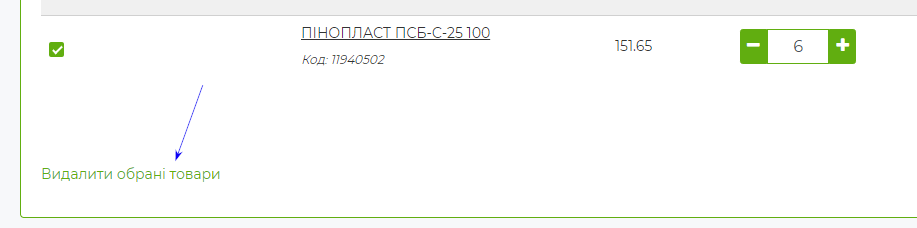 ПІНОПЛАСТ ПСБ-С-25 100
Код: 11940502
151.65
6
Видалити обрані товари